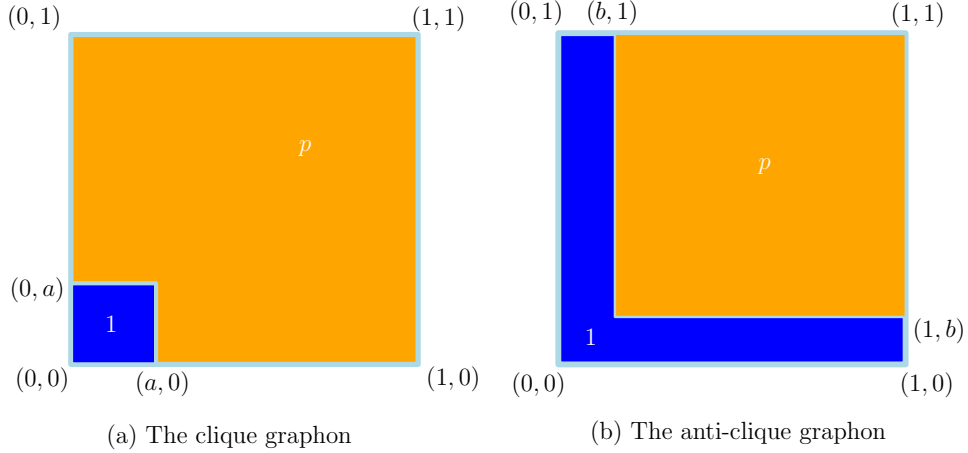 (0, 1)
(1, 1)
p
(0, a)
1
(0, 0)
(a, 0)
(1, 0)
(a) The clique graphon
(0, 1)
(b, 1)
(1, 1)
p
1
(1, b)
(0, 0)
(1, 0)
(b) The anti-clique graphon